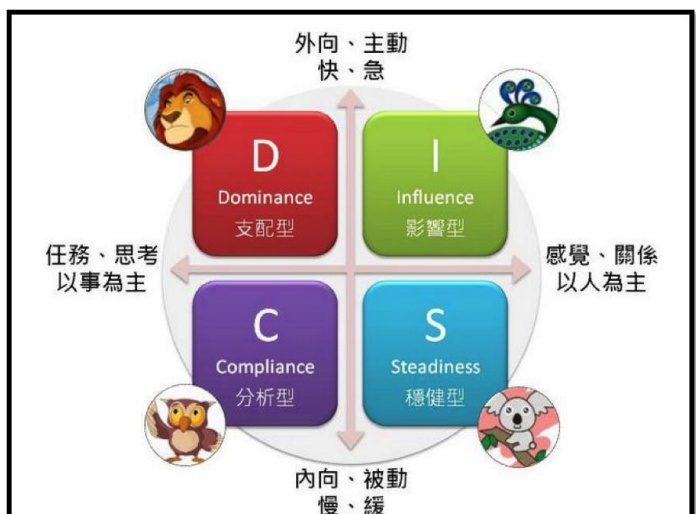 外向、主動
快、急
D
Dominance
支配型
I
Influence
影響型
任務、思考
以事為主
感覺、關係
以人為主
C
Compliance
分析型
S
Steadiness
穩健型
內向、被動
慢、緩